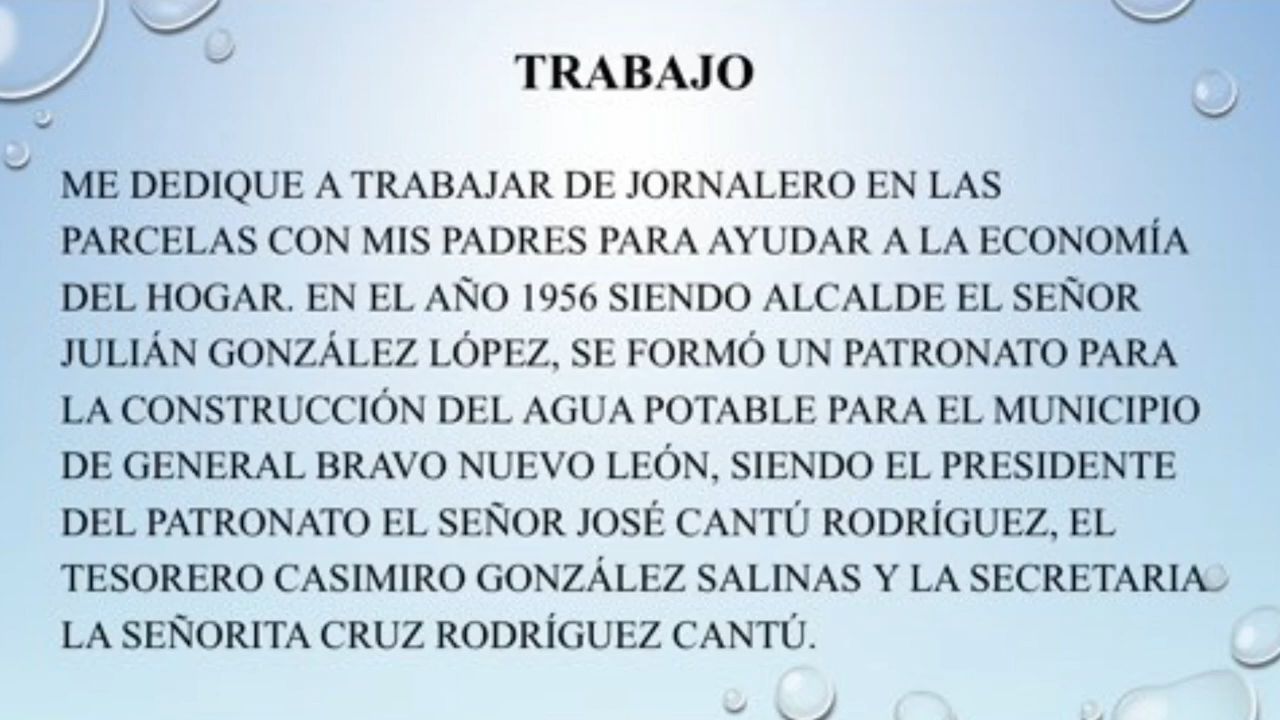 TRABAJO
ME DEDIQUE A TRABAJAR DE JORNALERO EN LAS
PARCELAS CON MIS PADRES PARA AYUDAR A LA ECONOMÍA
DEL HOGAR. EN EL AÑO 1956 SIENDO ALCALDE EL SEÑOR
JULIÁN GONZÁLEZ LÓPEZ, SE FORMÓ UN PATRONATO PARA
LA CONSTRUCCIÓN DEL AGUA POTABLE PARA EL MUNICIPIO
DE GENERAL BRAVO NUEVO LEÓN, SIENDO EL PRESIDENTE
DEL PATRONATO EL SEÑOR JOSÉ CANTÚ RODRÍGUEZ, EL
TESORERO CASIMIRO GONZÁLEZ SALINAS Y LA SECRETARIA
LA SEÑORITA CRUZ RODRÍGUEZ CANTÚ.